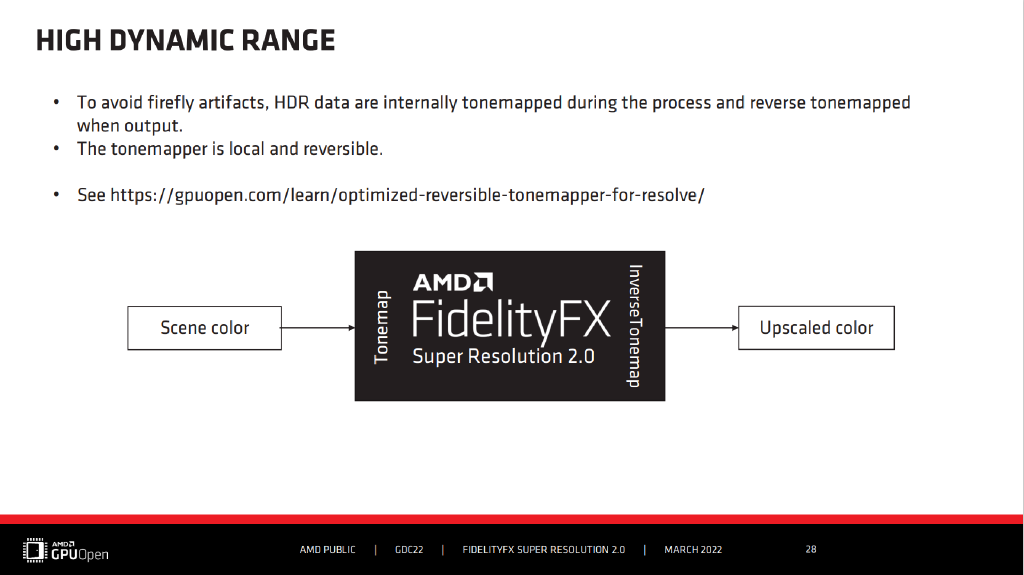 HIGH DYNAMIC RANGE
• To avoid firefly artifacts, HDR data are internally tonemapped during the process and reverse tonemapped
when output.
• The tonemapper is local and reversible.
• See https://gpuopen.com/learn/optimized-reversible-tonemapper-for-resolve/
Scene color
Tonemap
AMD
FidelityFX
Super Resolution 2.0
InverseTonemap
Upscaled color
AMD
GPUOpen
AMD PUBLIC | GDC22 | FIDELITYFX SUPER RESOLUTION 2.0 | MARCH 2022
28